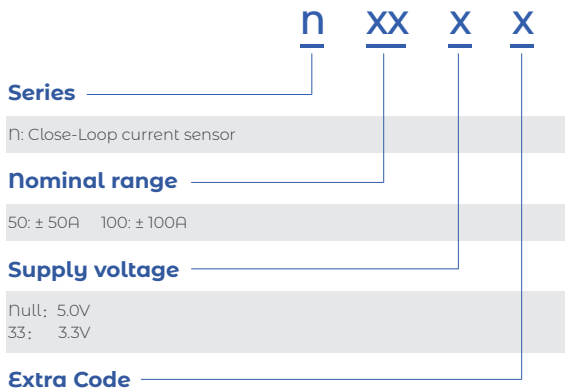 n xx x x
Series
N: Close-Loop current sensor
Nominal range
50: ± 50A 100: ± 100A
Supply voltage
Null: 5.0V
33: 3.3V
Extra Code